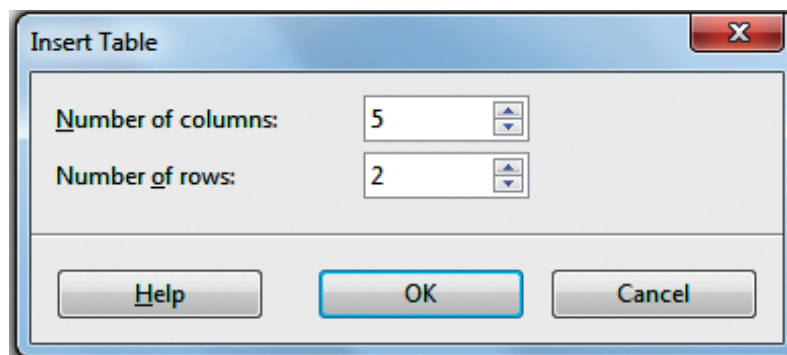 Insert Table
Number of columns: 5
Number of rows: 2
Help OK Cancel